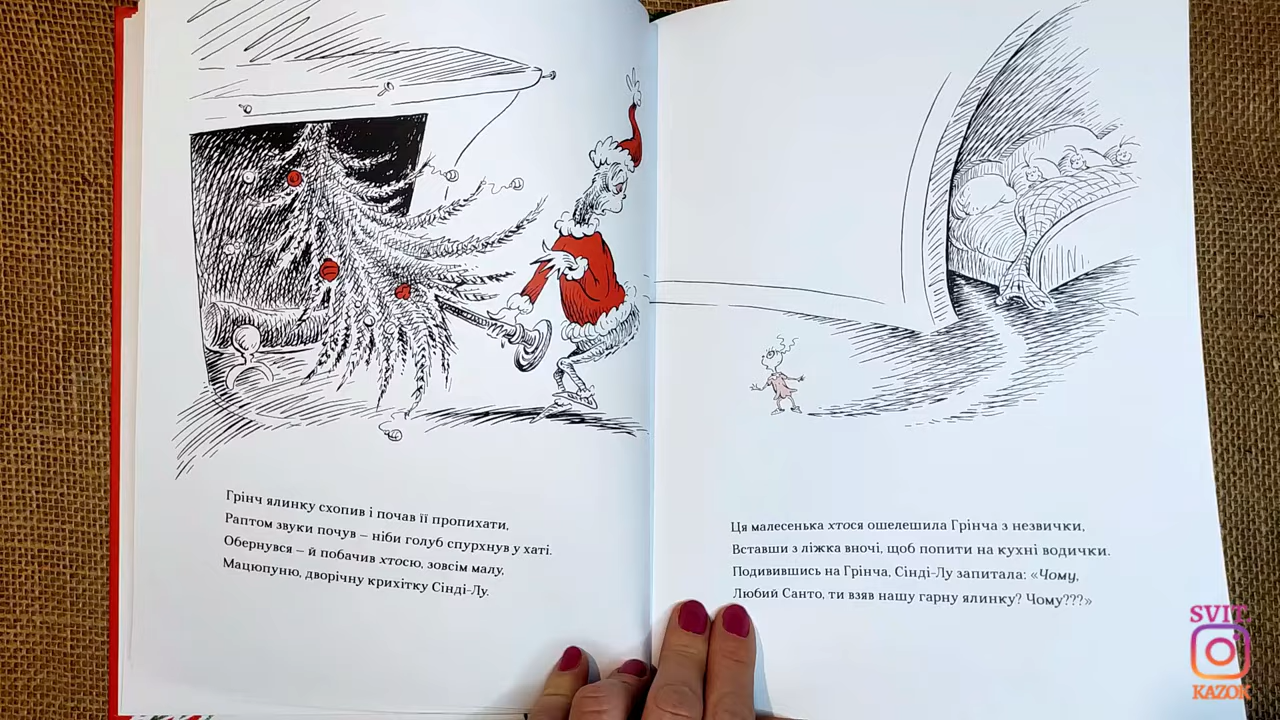 Грінч ялинку схопив і почав її пропихати,
Раптом звуки почув – ніби голуб спурхнув у хаті.
Обернувся – й побачив хтосю, зовсім малу,
Мацюпуню, дворічну крихітку Сінді-Лу.
Ця малесенька хтося ошелешила Грінча з незвички,
Вставши з ліжка вночі, щоб попити на кухні водички.
Подивившись на Грінча, Сінді-Лу запитала: «Чому,
Любий Санто, ти взяв нашу гарну ялинку? Чому???»
SVIT
KAZOK